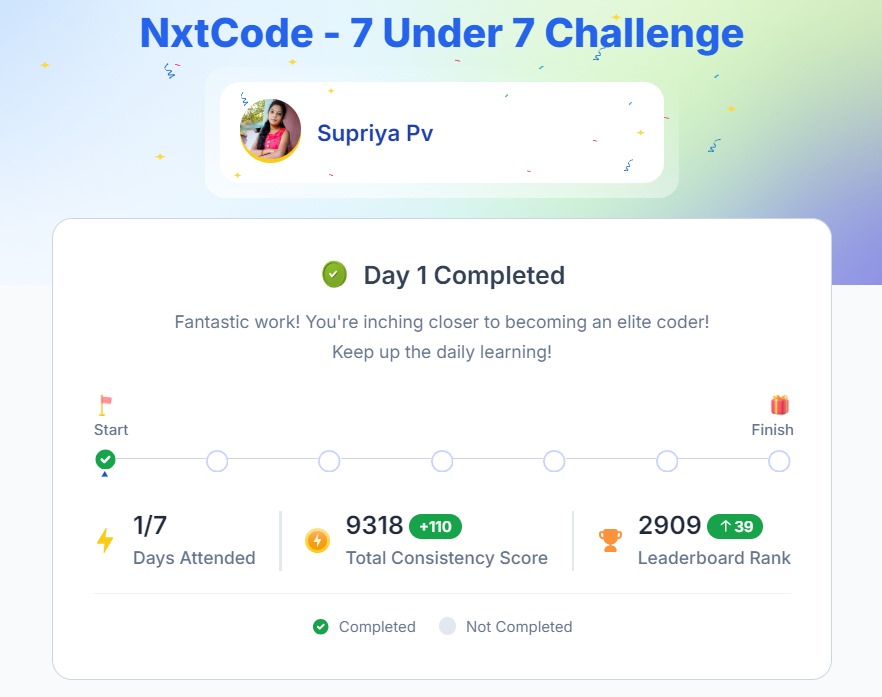 NxtCode - 7 Under 7 Challenge
Supriya Pv
Day 1 Completed
Fantastic work! You're inching closer to becoming an elite coder!
Keep up the daily learning!
Start
Finish
1/7
Days Attended
9318 +110
Total Consistency Score
2909 ↑39
Leaderboard Rank
Completed
Not Completed